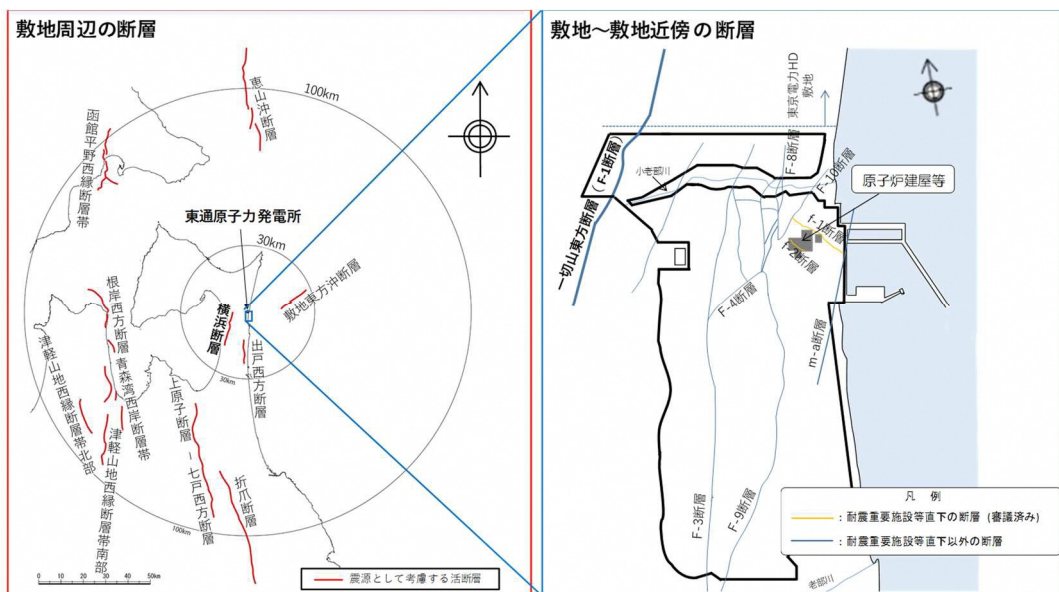 敷地周辺の断層
恵山沖断層
100km
函館平野西縁断層帯
東通原子力発電所
30km
敷地東方沖断層
横浜断層
根岸西方断層
出戸西方断層
30km
津軽山地西縁断層帯北部
青森湾西岸断層帯
上原子断層－七戸西方断層
津軽山地西縁断層帯南部
折爪断層
100km
0 10 20 30 40 50km
：震源として考慮する活断層
敷地～敷地近傍の断層
東京電力HD
敷地
一切山東方断層（F-1断層）
小老部川
F-8断層
F-10断層
原子炉建屋等
f-1断層
f-2断層
F-4断層
m-a断層
F-3断層
F-9断層
凡　例
：耐震重要施設等直下の断層（審議済み）
：耐震重要施設等直下以外の断層
老部川